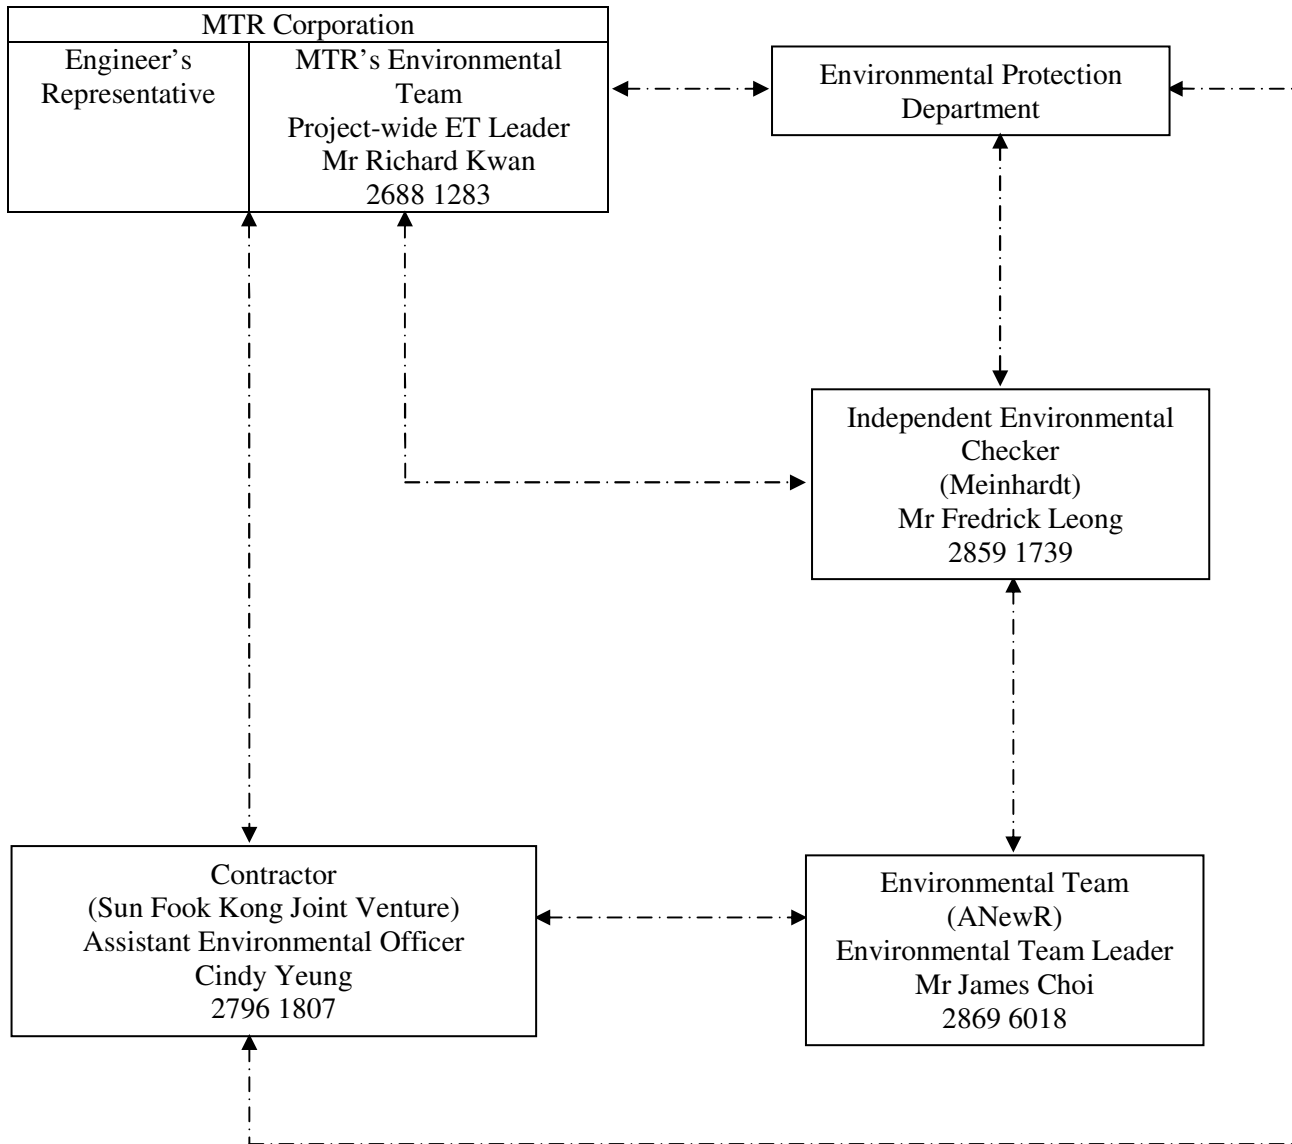 MTR Corporation
Engineer's
Representative
MTR's Environmental
Team
Project-wide ET Leader
Mr Richard Kwan
2688 1283
Environmental Protection
Department
Independent Environmental
Checker
(Meinhardt)
Mr Fredrick Leong
2859 1739
Contractor
(Sun Fook Kong Joint Venture)
Assistant Environmental Officer
Cindy Yeung
2796 1807
Environmental Team
(ANewR)
Environmental Team Leader
Mr James Choi
2869 6018